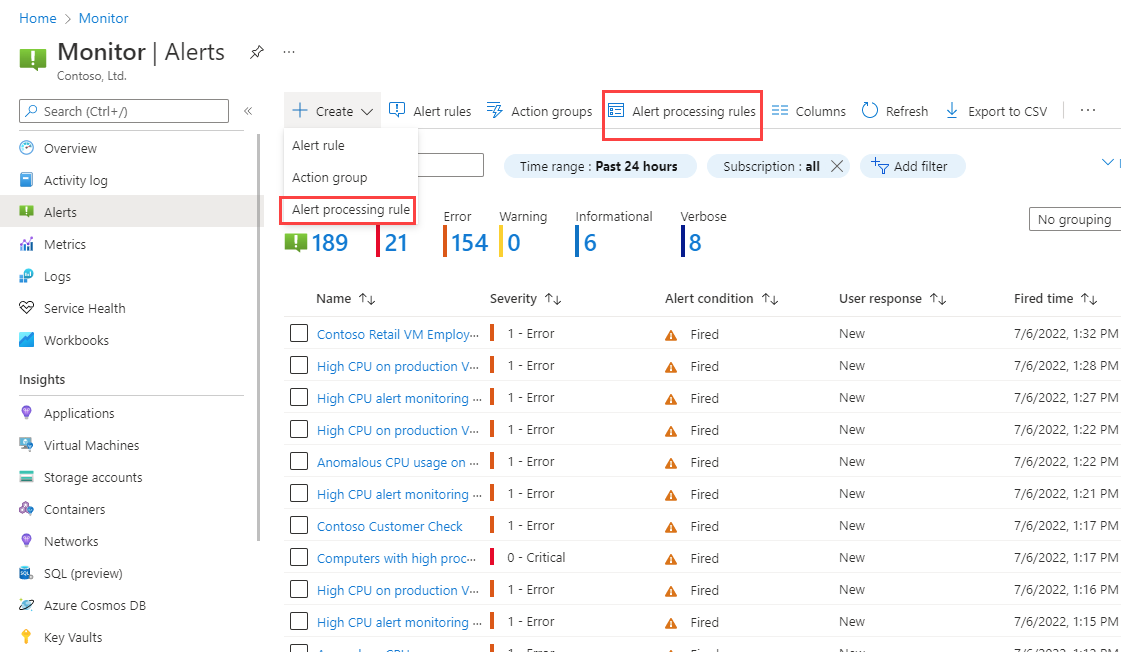 Home > Monitor
Monitor | Alerts
Contoso, Ltd.
Search (Ctrl+/)
Overview
Activity log
Alerts
Metrics
Logs
Service Health
Workbooks
Insights
Applications
Virtual Machines
Storage accounts
Containers
Networks
SQL (preview)
Azure Cosmos DB
Key Vaults
Create Alert rules Action groups Alert processing rules Columns Refresh Export to CSV
Alert rule
Action group
Alert processing rule
Time range : Past 24 hours Subscription : all Add filter
Error Warning Informational Verbose
189 21 154 0 6 8
No grouping
Name Severity Alert condition User response Fired time
Contoso Retail VM Employ... 1 - Error Fired New 7/6/2022, 1:32 PM
High CPU on production V... 1 - Error Fired New 7/6/2022, 1:28 PM
High CPU alert monitoring ... 1 - Error Fired New 7/6/2022, 1:27 PM
High CPU on production V... 1 - Error Fired New 7/6/2022, 1:22 PM
Anomalous CPU usage on ... 1 - Error Fired New 7/6/2022, 1:22 PM
High CPU alert monitoring ... 1 - Error Fired New 7/6/2022, 1:21 PM
Contoso Customer Check 1 - Error Fired New 7/6/2022, 1:17 PM
Computers with high proc... 0 - Critical Fired New 7/6/2022, 1:17 PM
High CPU on production V... 1 - Error Fired New 7/6/2022, 1:16 PM
High CPU alert monitoring ... 1 - Error Fired New 7/6/2022, 1:15 PM